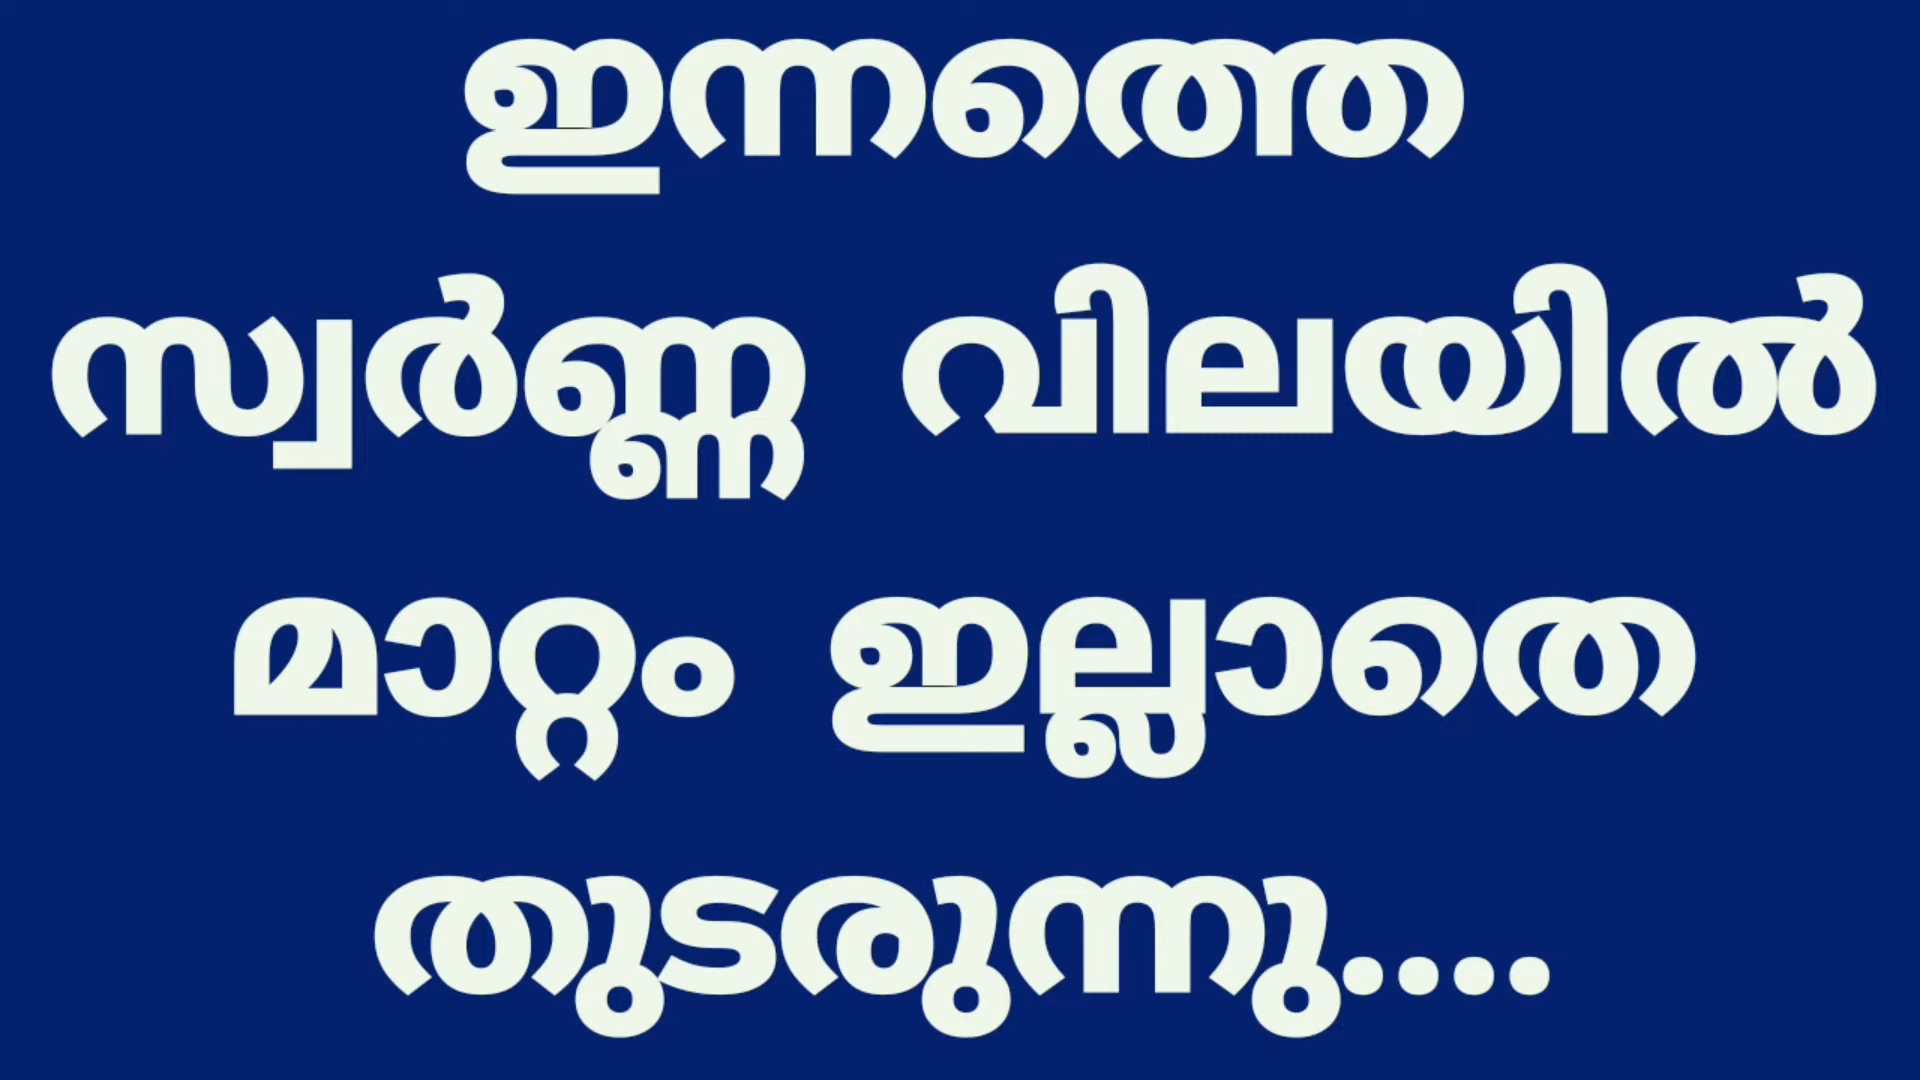 ഇന്നത്തെ
സ്വർണ്ണ വിലയിൽ
മാറ്റം ഇല്ലാതെ
തുടരുന്നു....